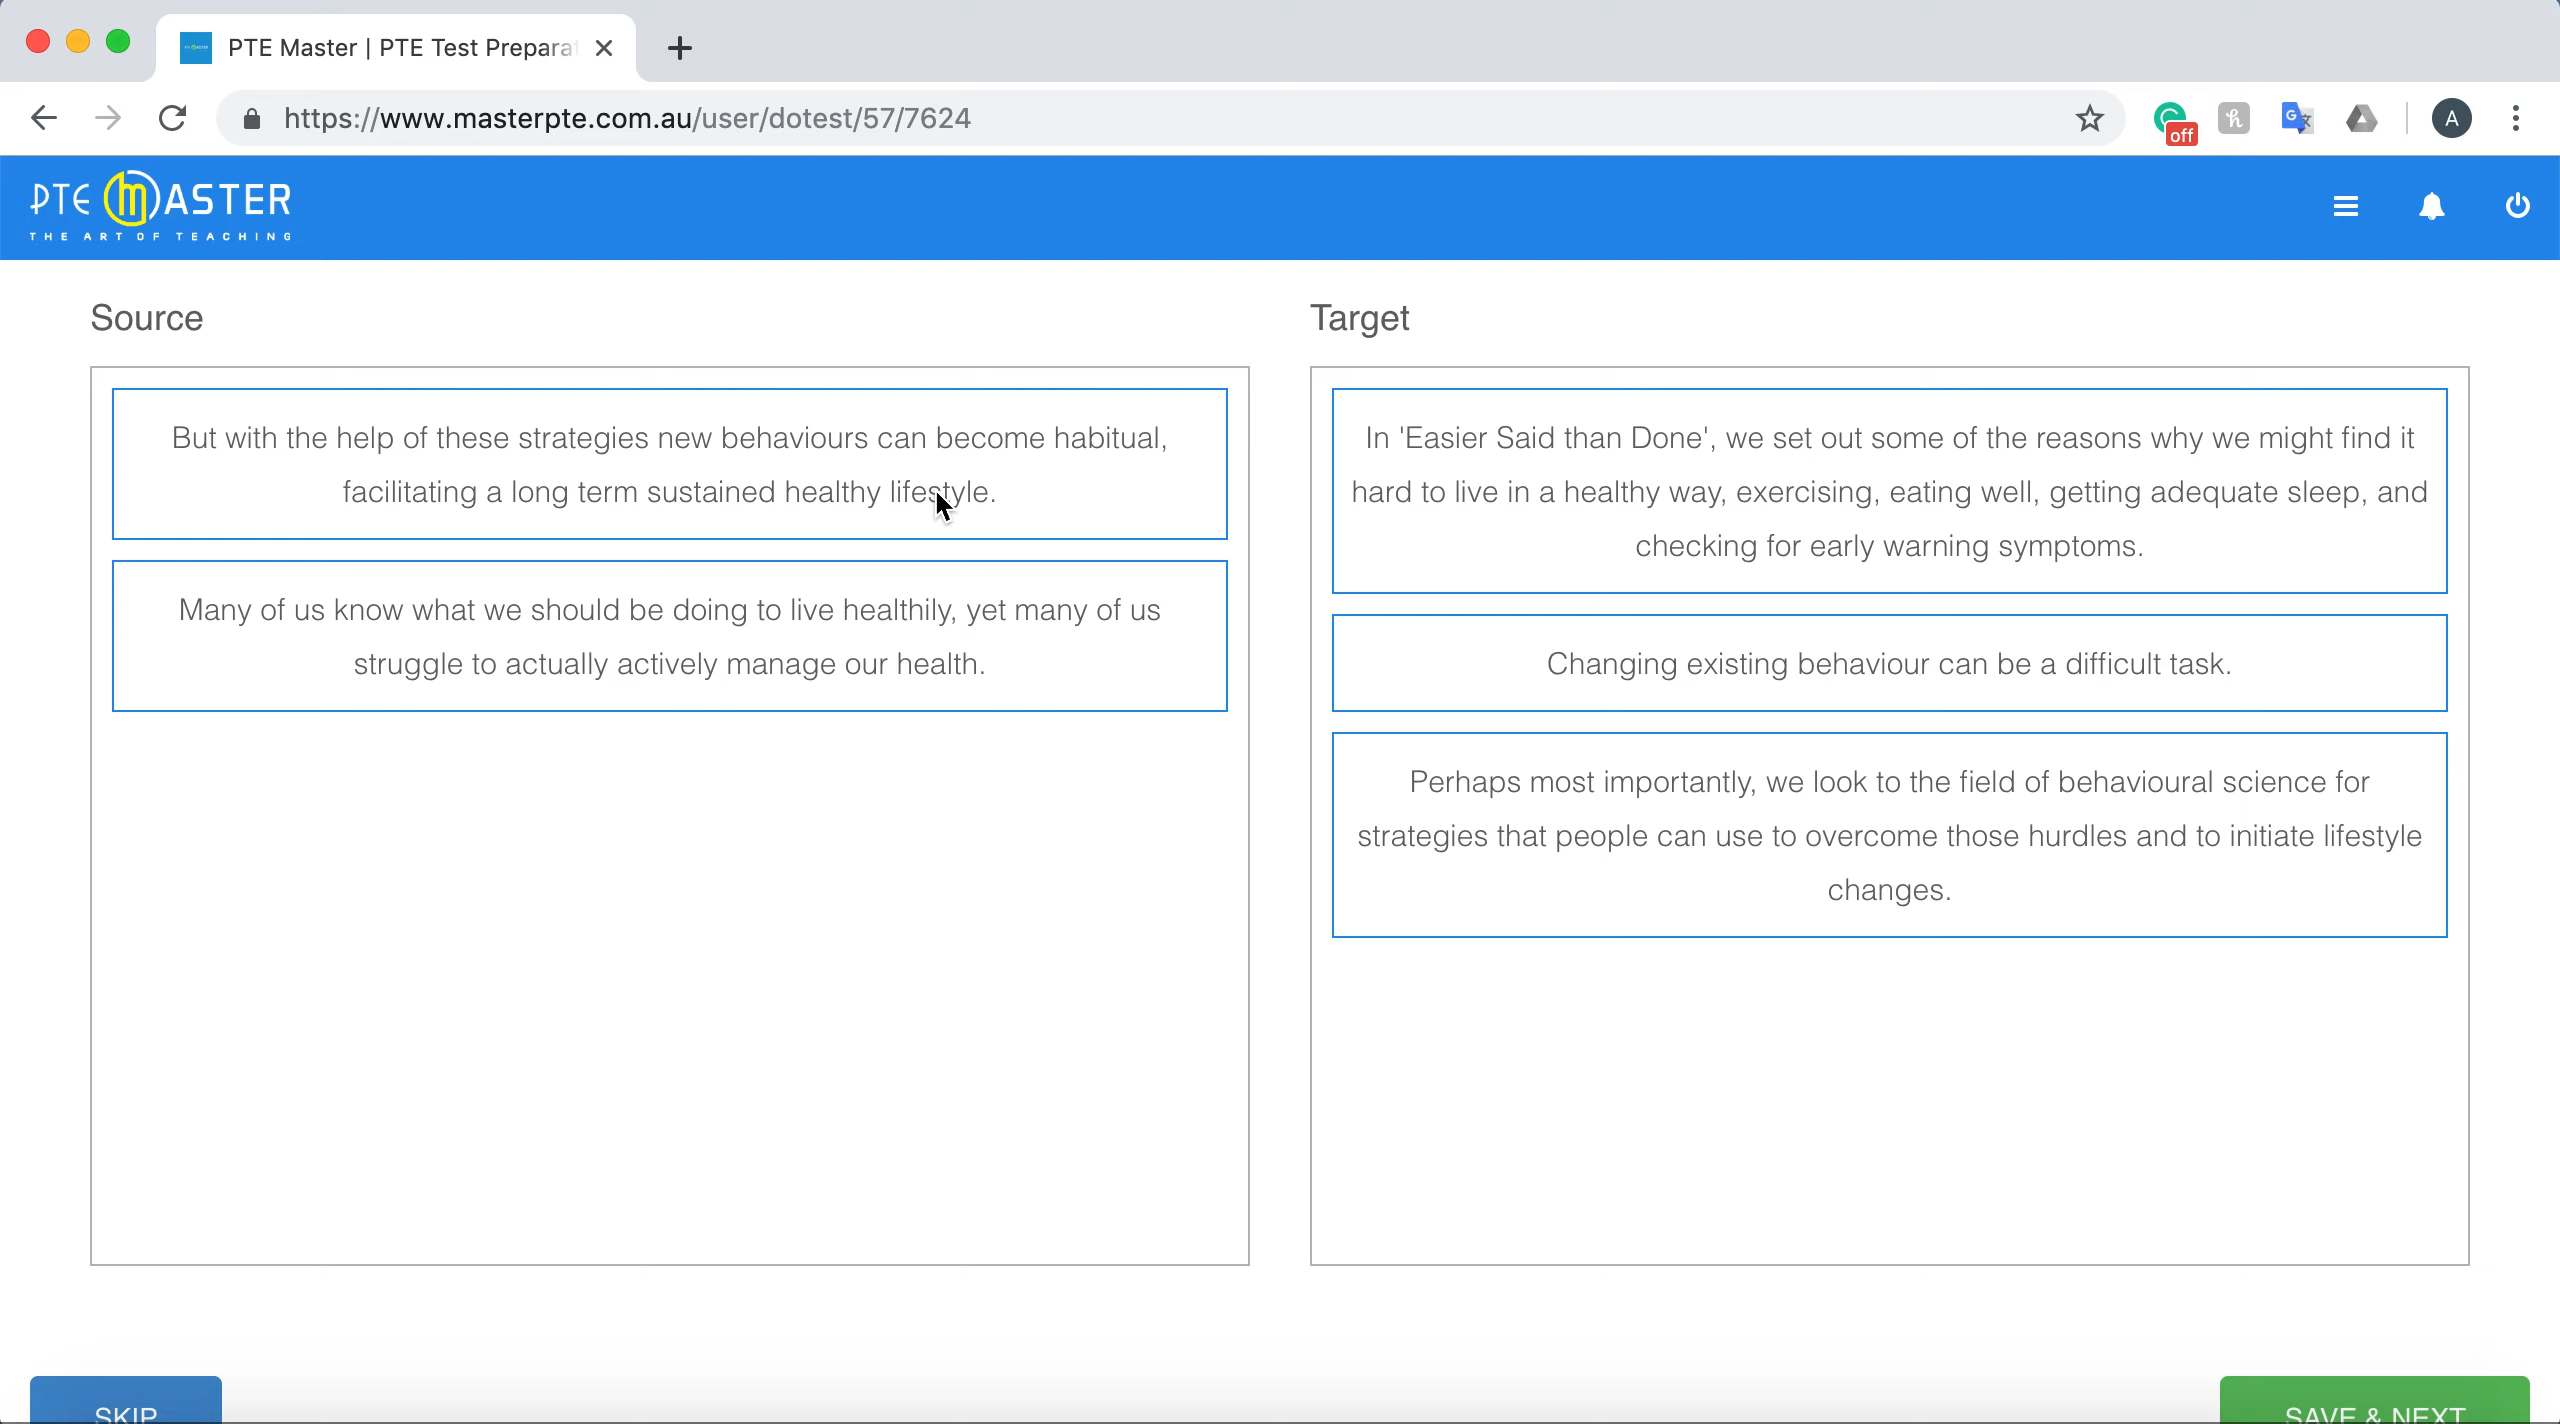 PTE Master | PTE Test Prepara
https://www.masterpte.com.au/user/dotest/57/7624
off
A
PTE MASTER
THE ART OF TEACHING
Source
Target
But with the help of these strategies new behaviours can become habitual,
facilitating a long term sustained healthy lifestyle.
Many of us know what we should be doing to live healthily, yet many of us
struggle to actually actively manage our health.
In 'Easier Said than Done', we set out some of the reasons why we might find it
hard to live in a healthy way, exercising, eating well, getting adequate sleep, and
checking for early warning symptoms.
Changing existing behaviour can be a difficult task.
Perhaps most importantly, we look to the field of behavioural science for
strategies that people can use to overcome those hurdles and to initiate lifestyle
changes.
SKIP
SAVE & NEXT